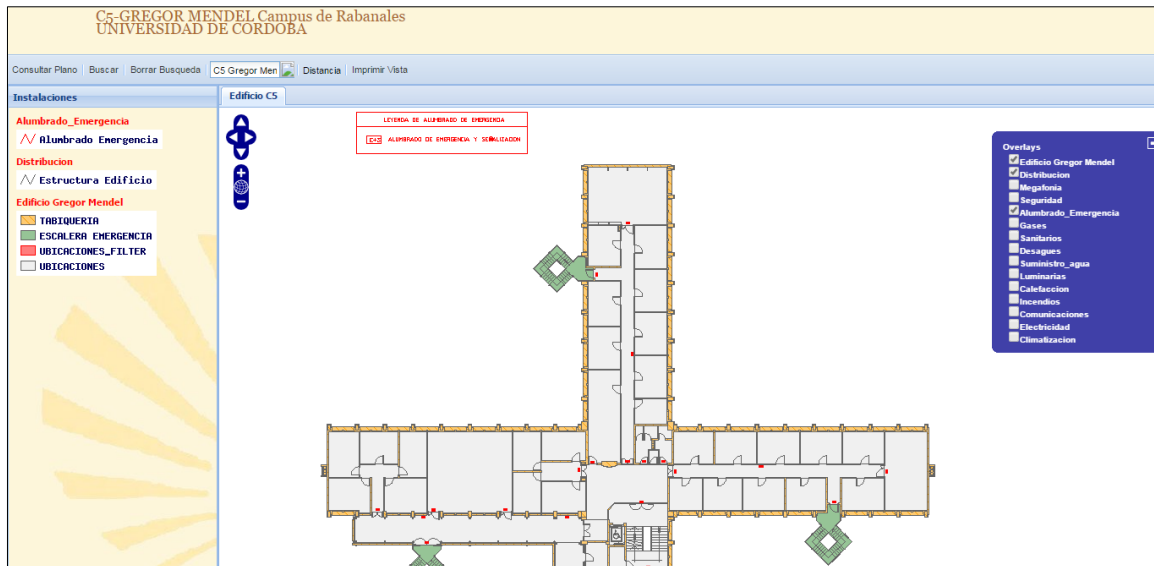 C5-GREGOR MENDEL Campus de Rabanales
UNIVERSIDAD DE CORDOBA
Consultar Plano Buscar Borrar Busqueda C5 Gregor Men Distancia Imprimir Vista
Instalaciones
Edificio C5
Alumbrado_Emergencia
Alumbrado Emergencia
Distribucion
Estructura Edificio
Edificio Gregor Mendel
TABIQUERIA
ESCALERA EMERGENCIA
UBICACIONES_FILTER
UBICACIONES
LEYENDA DE ALUMBRADO DE EMERGENCIA
ALUMBRADO DE EMERGENCIA Y SEÑALIZACION
Overlays
Edificio Gregor Mendel
Distribucion
Megafonia
Seguridad
Alumbrado_Emergencia
Gases
Sanitarios
Desagues
Suministro_agua
Luminarias
Calefaccion
Incendios
Comunicaciones
Electricidad
Climatizacion